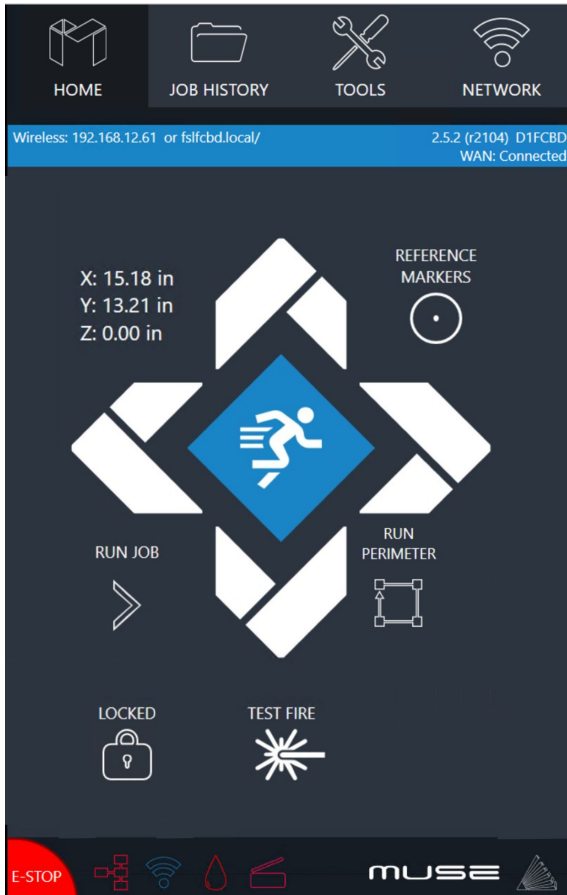 HOME
JOB HISTORY
TOOLS
NETWORK
Wireless: 192.168.12.61 or fslfcbd.local/
2.5.2 (r2104) D1FCBD
WAN: Connected
X: 15.18 in
Y: 13.21 in
Z: 0.00 in
REFERENCE
MARKERS
RUN JOB
RUN
PERIMETER
LOCKED
TEST FIRE
E-STOP
MUSE